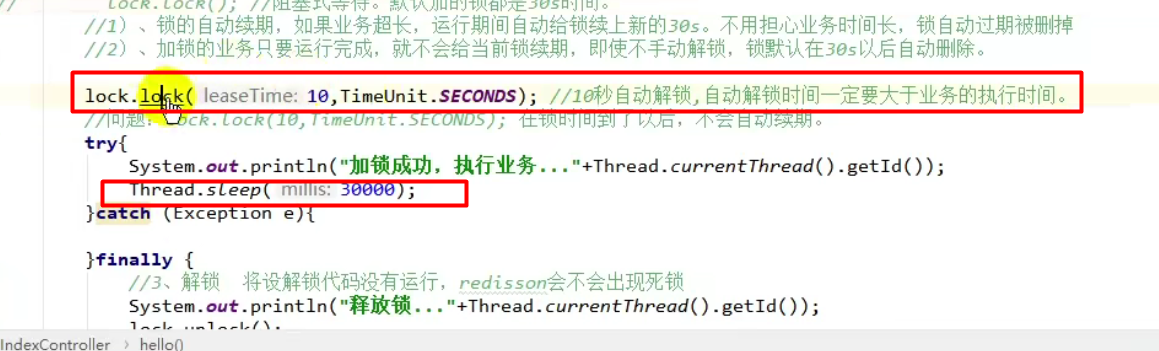 // lock.lock(); //阻塞式等待。默认加的锁都是30s时间。
//1）、锁的自动续期，如果业务超长，运行期间自动给锁续上新的30s。不用担心业务时间长，锁自动过期被删掉
//2）、加锁的业务只要运行完成，就不会给当前锁续期，即使不手动解锁，锁默认在30s以后自动删除。
lock.lock( leaseTime: 10,TimeUnit.SECONDS); //10秒自动解锁,自动解锁时间一定要大于业务的执行时间。
//问题: lock.lock(10,TimeUnit.SECONDS); 在锁时间到了以后，不会自动续期。
try{
System.out.println("加锁成功，执行业务..."+Thread.currentThread().getId());
Thread.sleep( millis: 30000);
}catch (Exception e){
}finally {
//3、解锁 将设解锁代码没有运行，redisson会不会出现死锁
System.out.println("释放锁..."+Thread.currentThread().getId());
lock.unlock();
IndexController › hello()